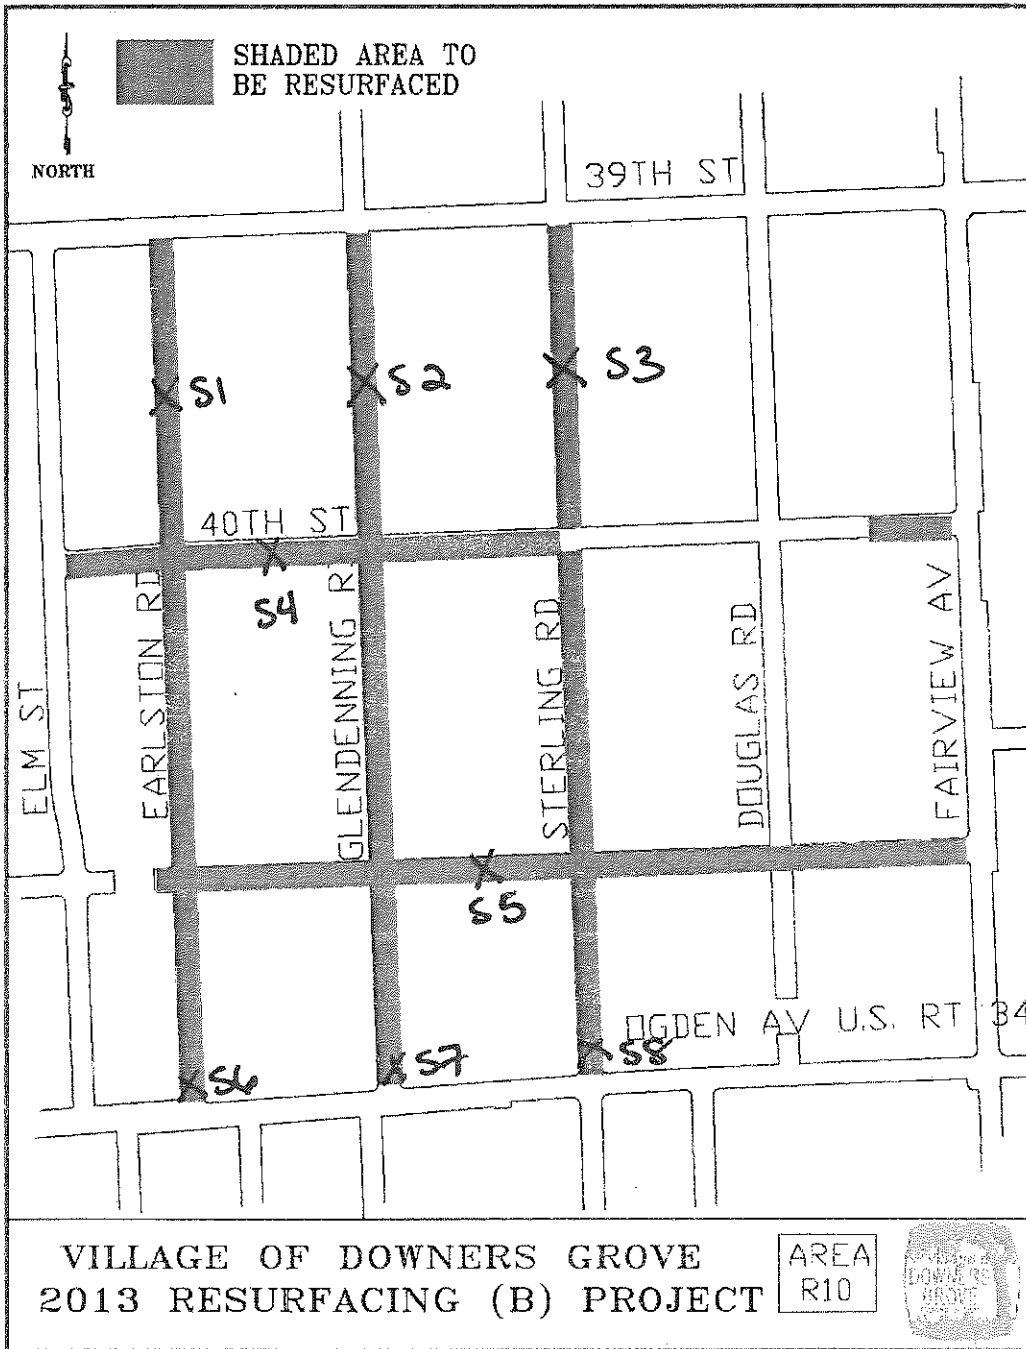 SHADED AREA TO
BE RESURFACED
NORTH
39TH ST
S1
S2
S3
40TH ST
S4
ELM ST
EARLSTON RD
GLENDENNING
STERLING RD
DOUGLAS RD
FAIRVIEW AV
S5
OGDEN AV U.S. RT 34
S6
S7
S8
VILLAGE OF DOWNERS GROVE
2013 RESURFACING (B) PROJECT
AREA
R10
DOWNERS
GROVE